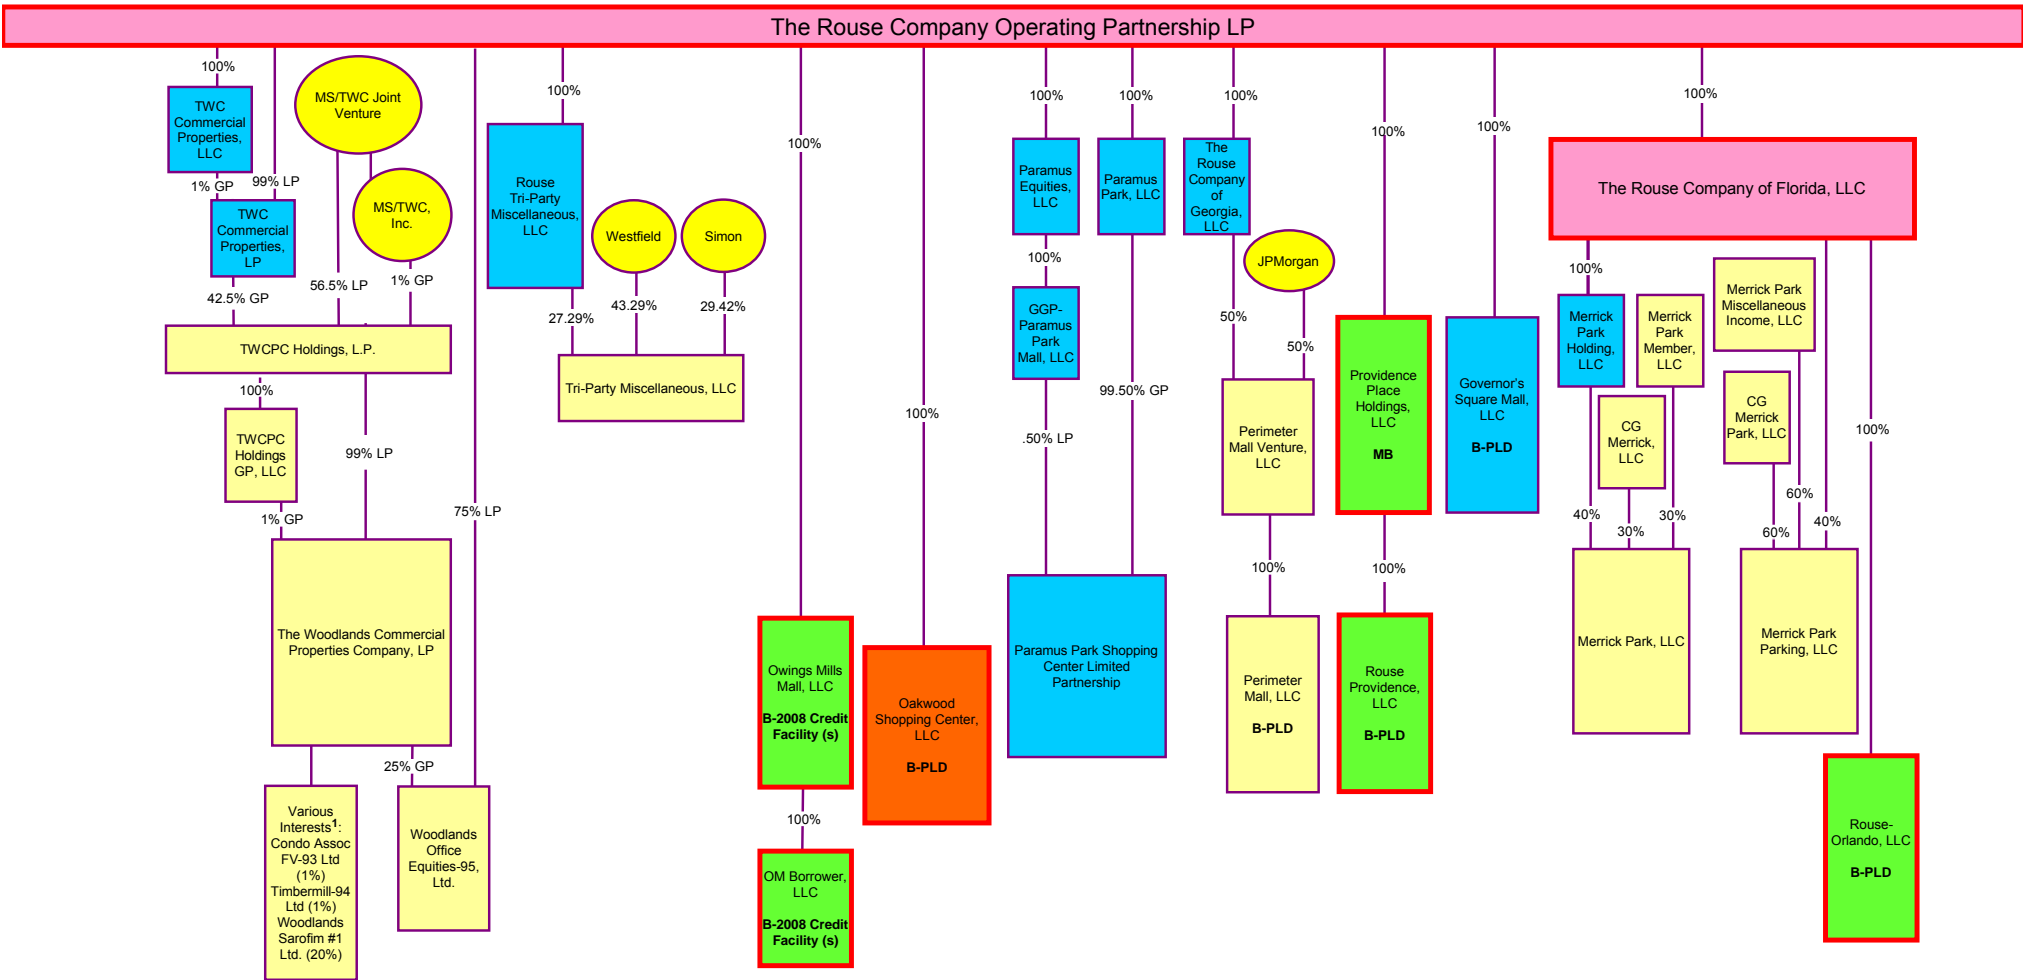 The Rouse Company Operating Partnership LP
100%
TWC
Commercial
Properties,
LLC
1% GP
99% LP
TWC
Commercial
Properties,
LP
42.5% GP
MS/TWC Joint
Venture
56.5% LP
MS/TWC,
Inc.
1% GP
TWCPC Holdings, L.P.
100%
TWCPC
Holdings
GP, LLC
1% GP
99% LP
The Woodlands Commercial
Properties Company, LP
Various
Interests1:
Condo Assoc
FV-93 Ltd
(1%)
Timbermill-94
Ltd (1%)
Woodlands
Sarofim #1
Ltd. (20%)
25% GP
75% LP
Woodlands
Office
Equities-95,
Ltd.
100%
Rouse
Tri-Party
Miscellaneous,
LLC
27.29%
Westfield
43.29%
Simon
29.42%
Tri-Party Miscellaneous, LLC
100%
Owings Mills
Mall, LLC
B-2008 Credit
Facility (s)
100%
OM Borrower,
LLC
B-2008 Credit
Facility (s)
100%
Oakwood
Shopping Center,
LLC
B-PLD
100%
Paramus
Equities,
LLC
100%
GGP-
Paramus
Park
Mall, LLC
.50% LP
100%
Paramus
Park, LLC
99.50% GP
Paramus Park Shopping
Center Limited
Partnership
100%
The
Rouse
Company
of
Georgia,
LLC
50%
JPMorgan
50%
Perimeter
Mall Venture,
LLC
100%
Perimeter
Mall, LLC
B-PLD
100%
Providence
Place
Holdings,
LLC
MB
100%
Rouse
Providence,
LLC
B-PLD
100%
Governor's
Square Mall,
LLC
B-PLD
100%
The Rouse Company of Florida, LLC
100%
Merrick
Park
Holding,
LLC
40%
CG
Merrick,
LLC
30%
Merrick
Park
Member,
LLC
30%
Merrick Park, LLC
Merrick Park
Miscellaneous
Income, LLC
60%
CG
Merrick
Park, LLC
60%
40%
Merrick Park
Parking, LLC
100%
Rouse-
Orlando, LLC
B-PLD